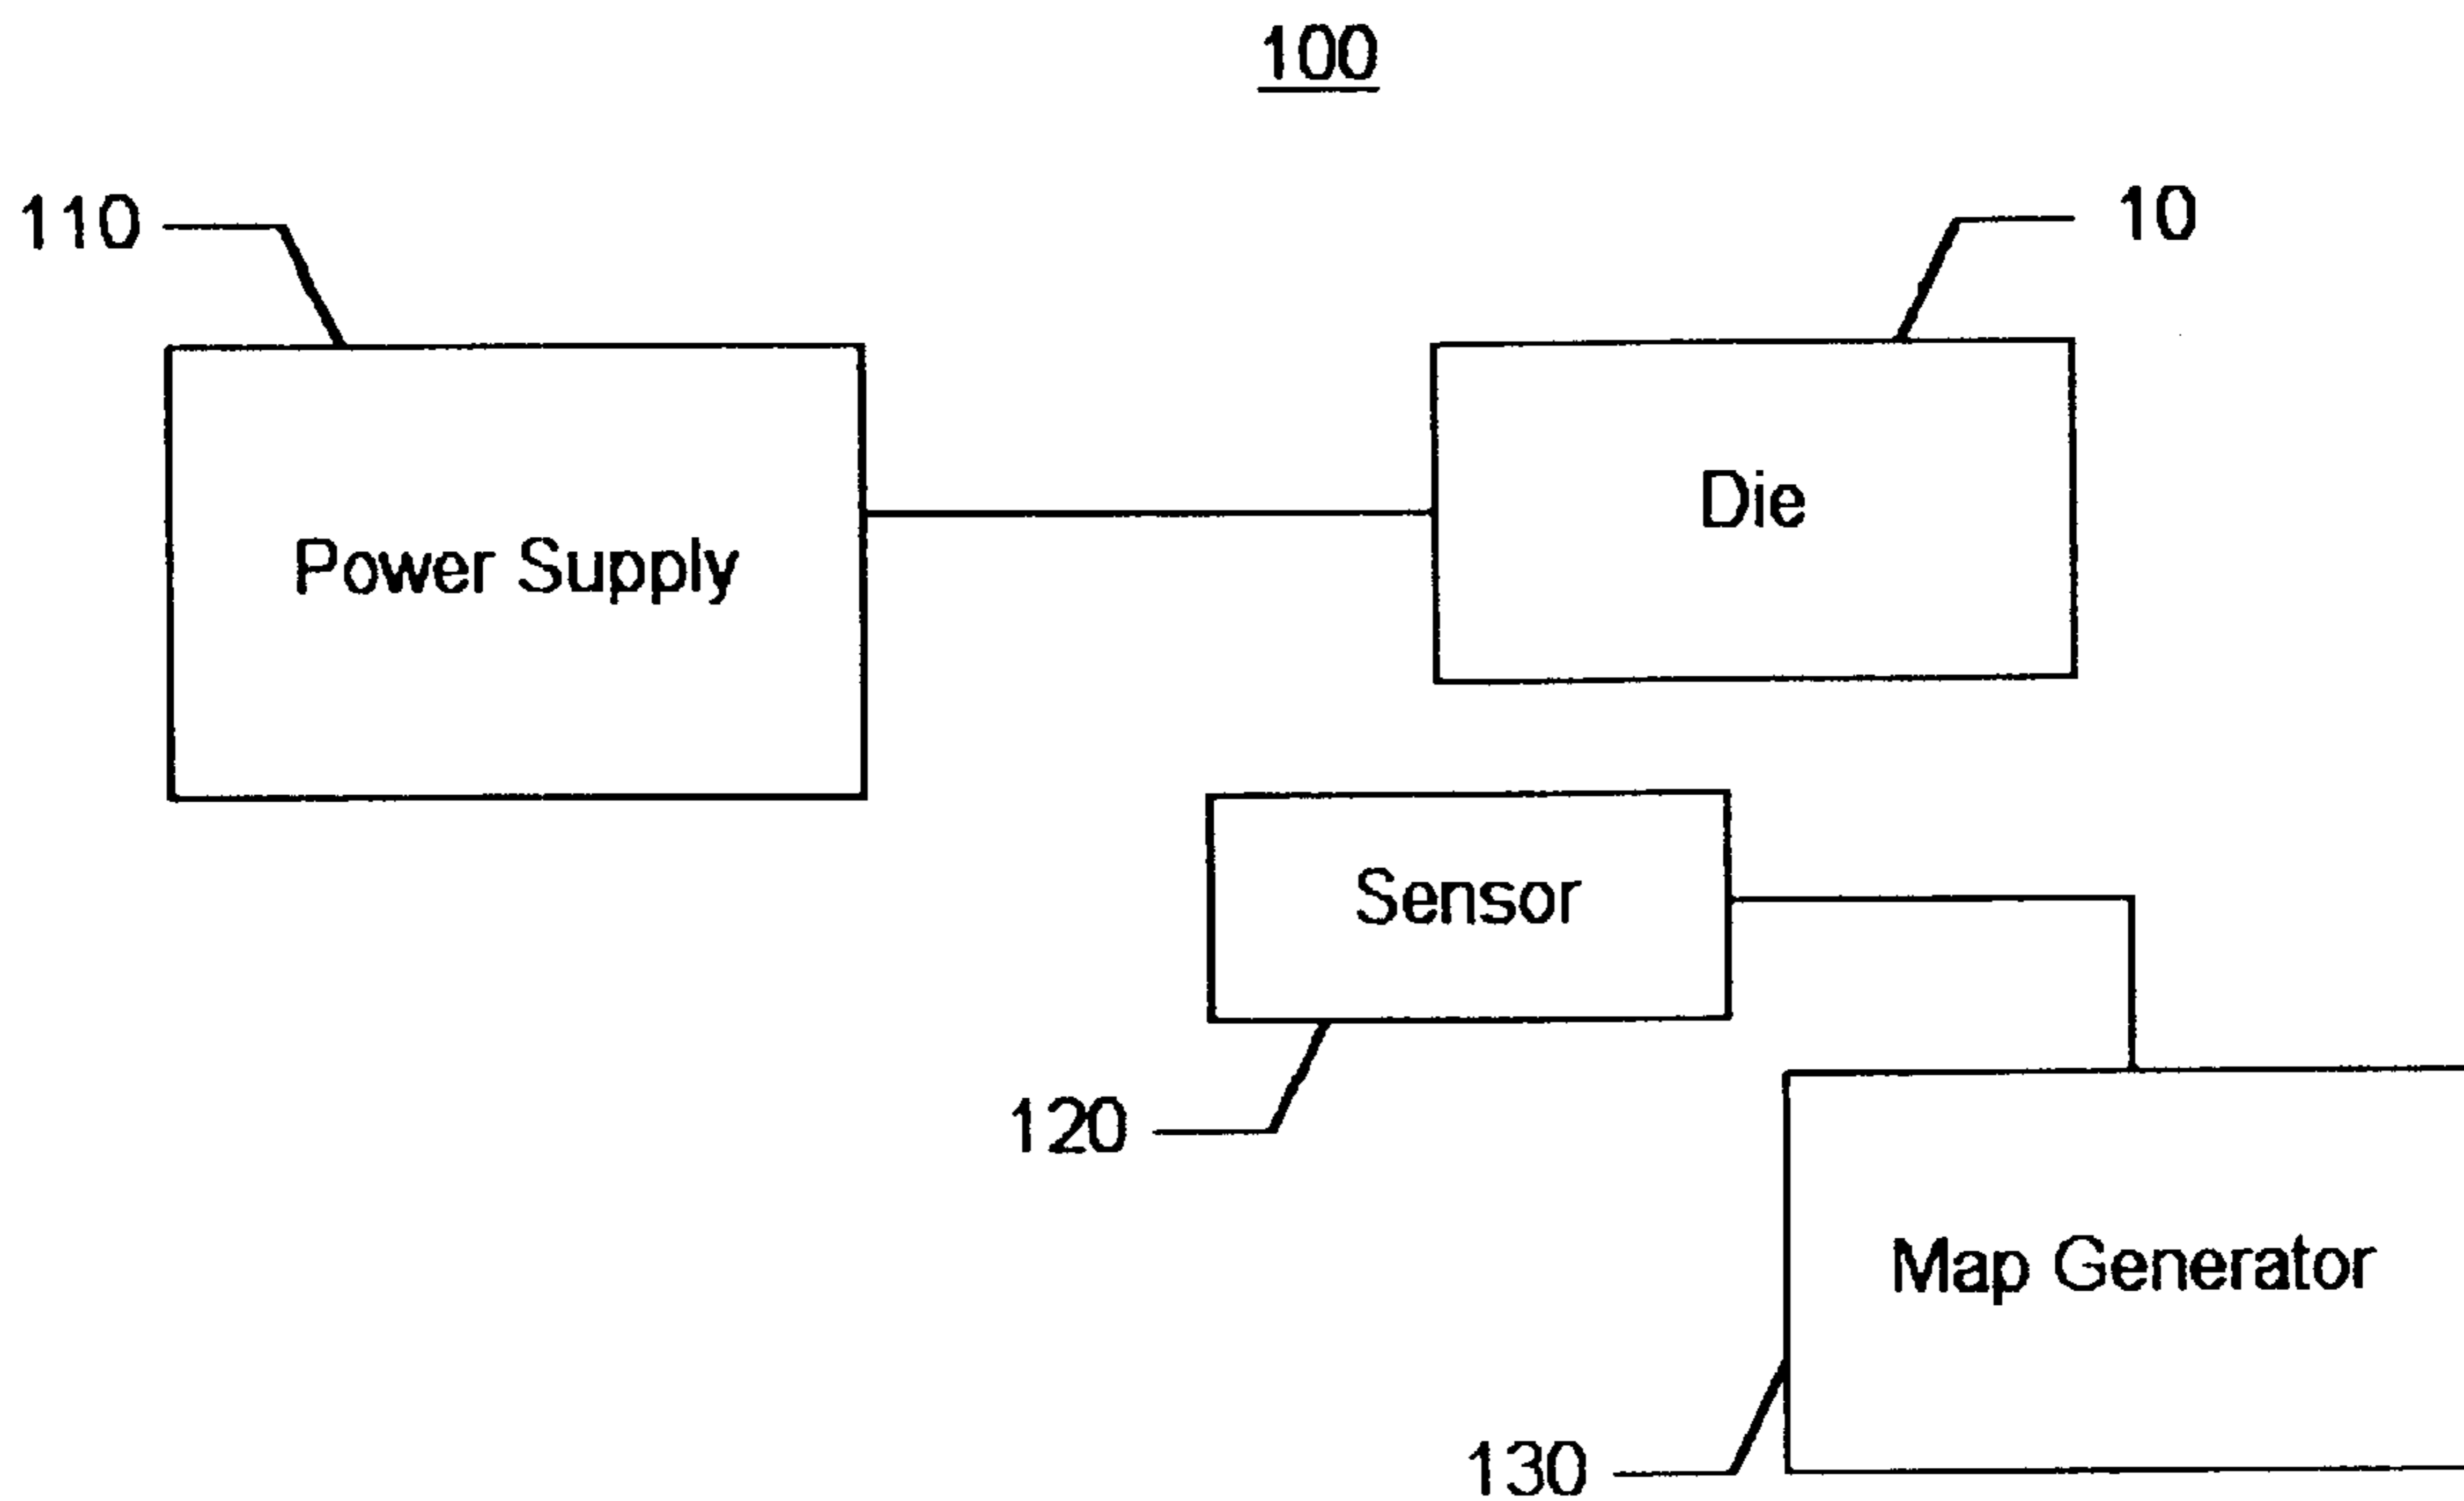 100
110
10
Power Supply
Die
Sensor
120
Map Generator
130